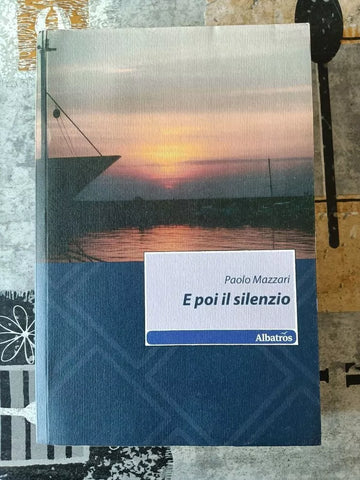 Paolo Mazzari
E poi il silenzio
Albatros